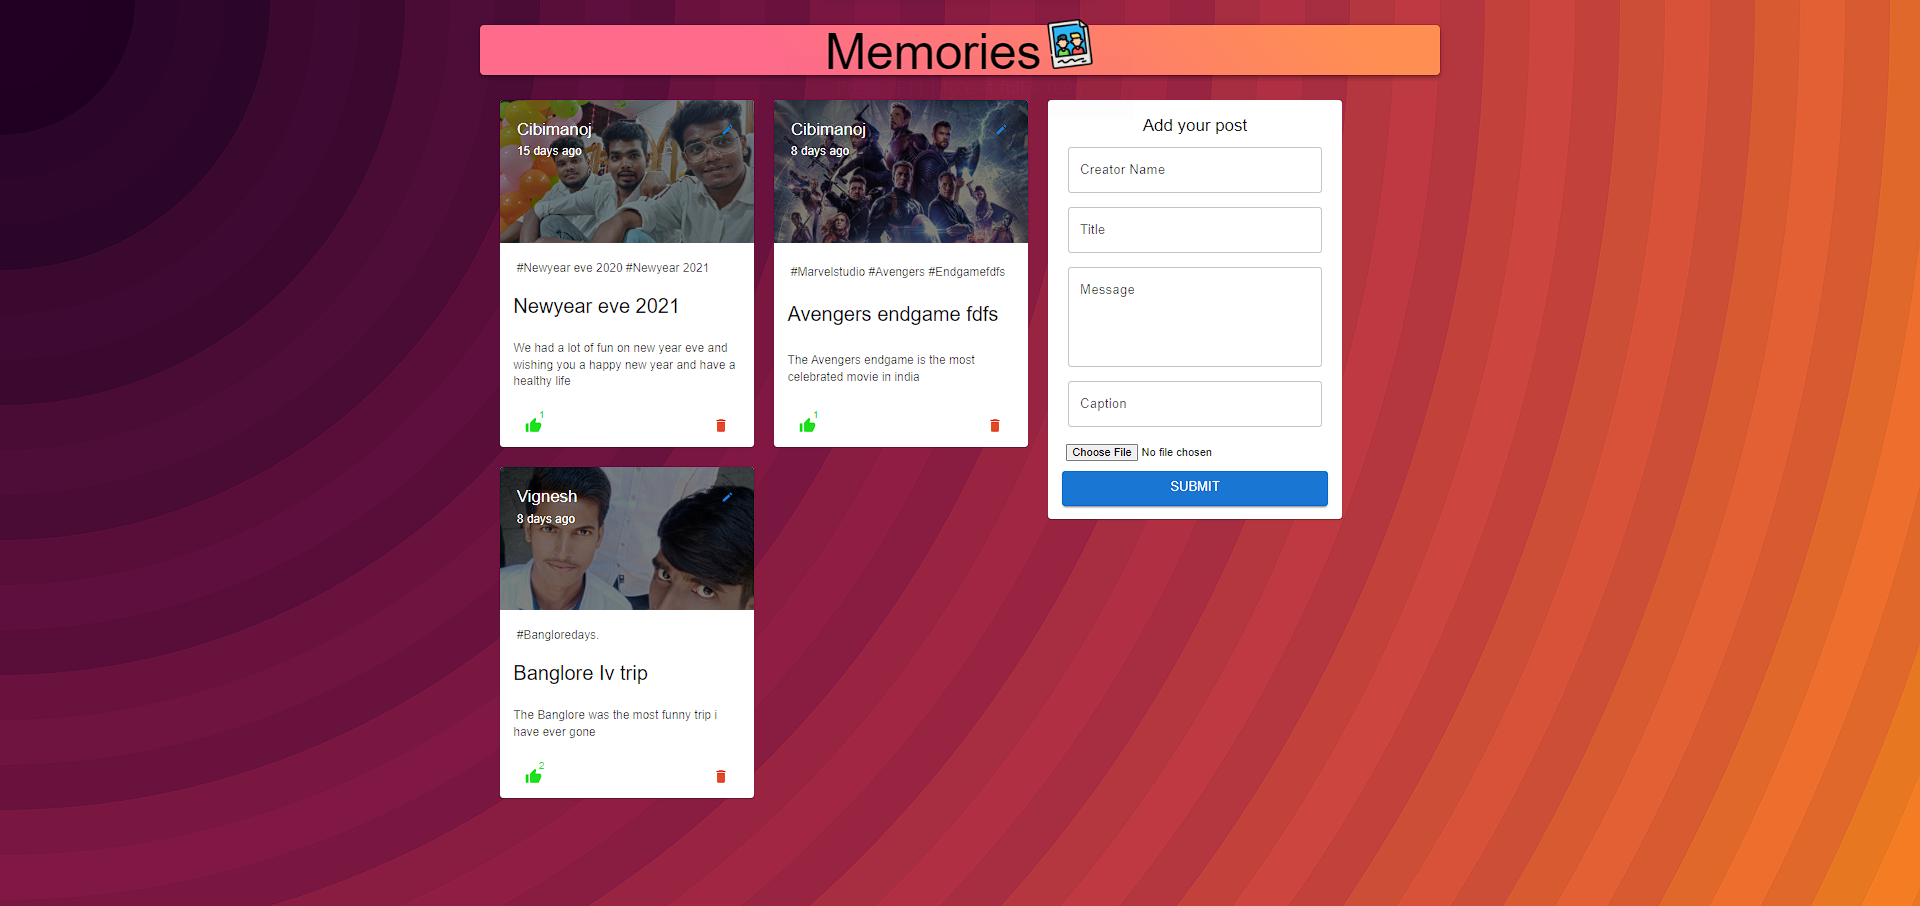 Memories
Cibimanoj
15 days ago
#Newyear eve 2020 #Newyear 2021
Newyear eve 2021
We had a lot of fun on new year eve and
wishing you a happy new year and have a
healthy life
1
Cibimanoj
8 days ago
#Marvelstudio #Avengers #Endgamefdfs
Avengers endgame fdfs
The Avengers endgame is the most
celebrated movie in india
1
Vignesh
8 days ago
#Bangloredays.
Banglore Iv trip
The Banglore was the most funny trip i
have ever gone
2
Add your post
Creator Name
Title
Message
Caption
Choose File No file chosen
SUBMIT